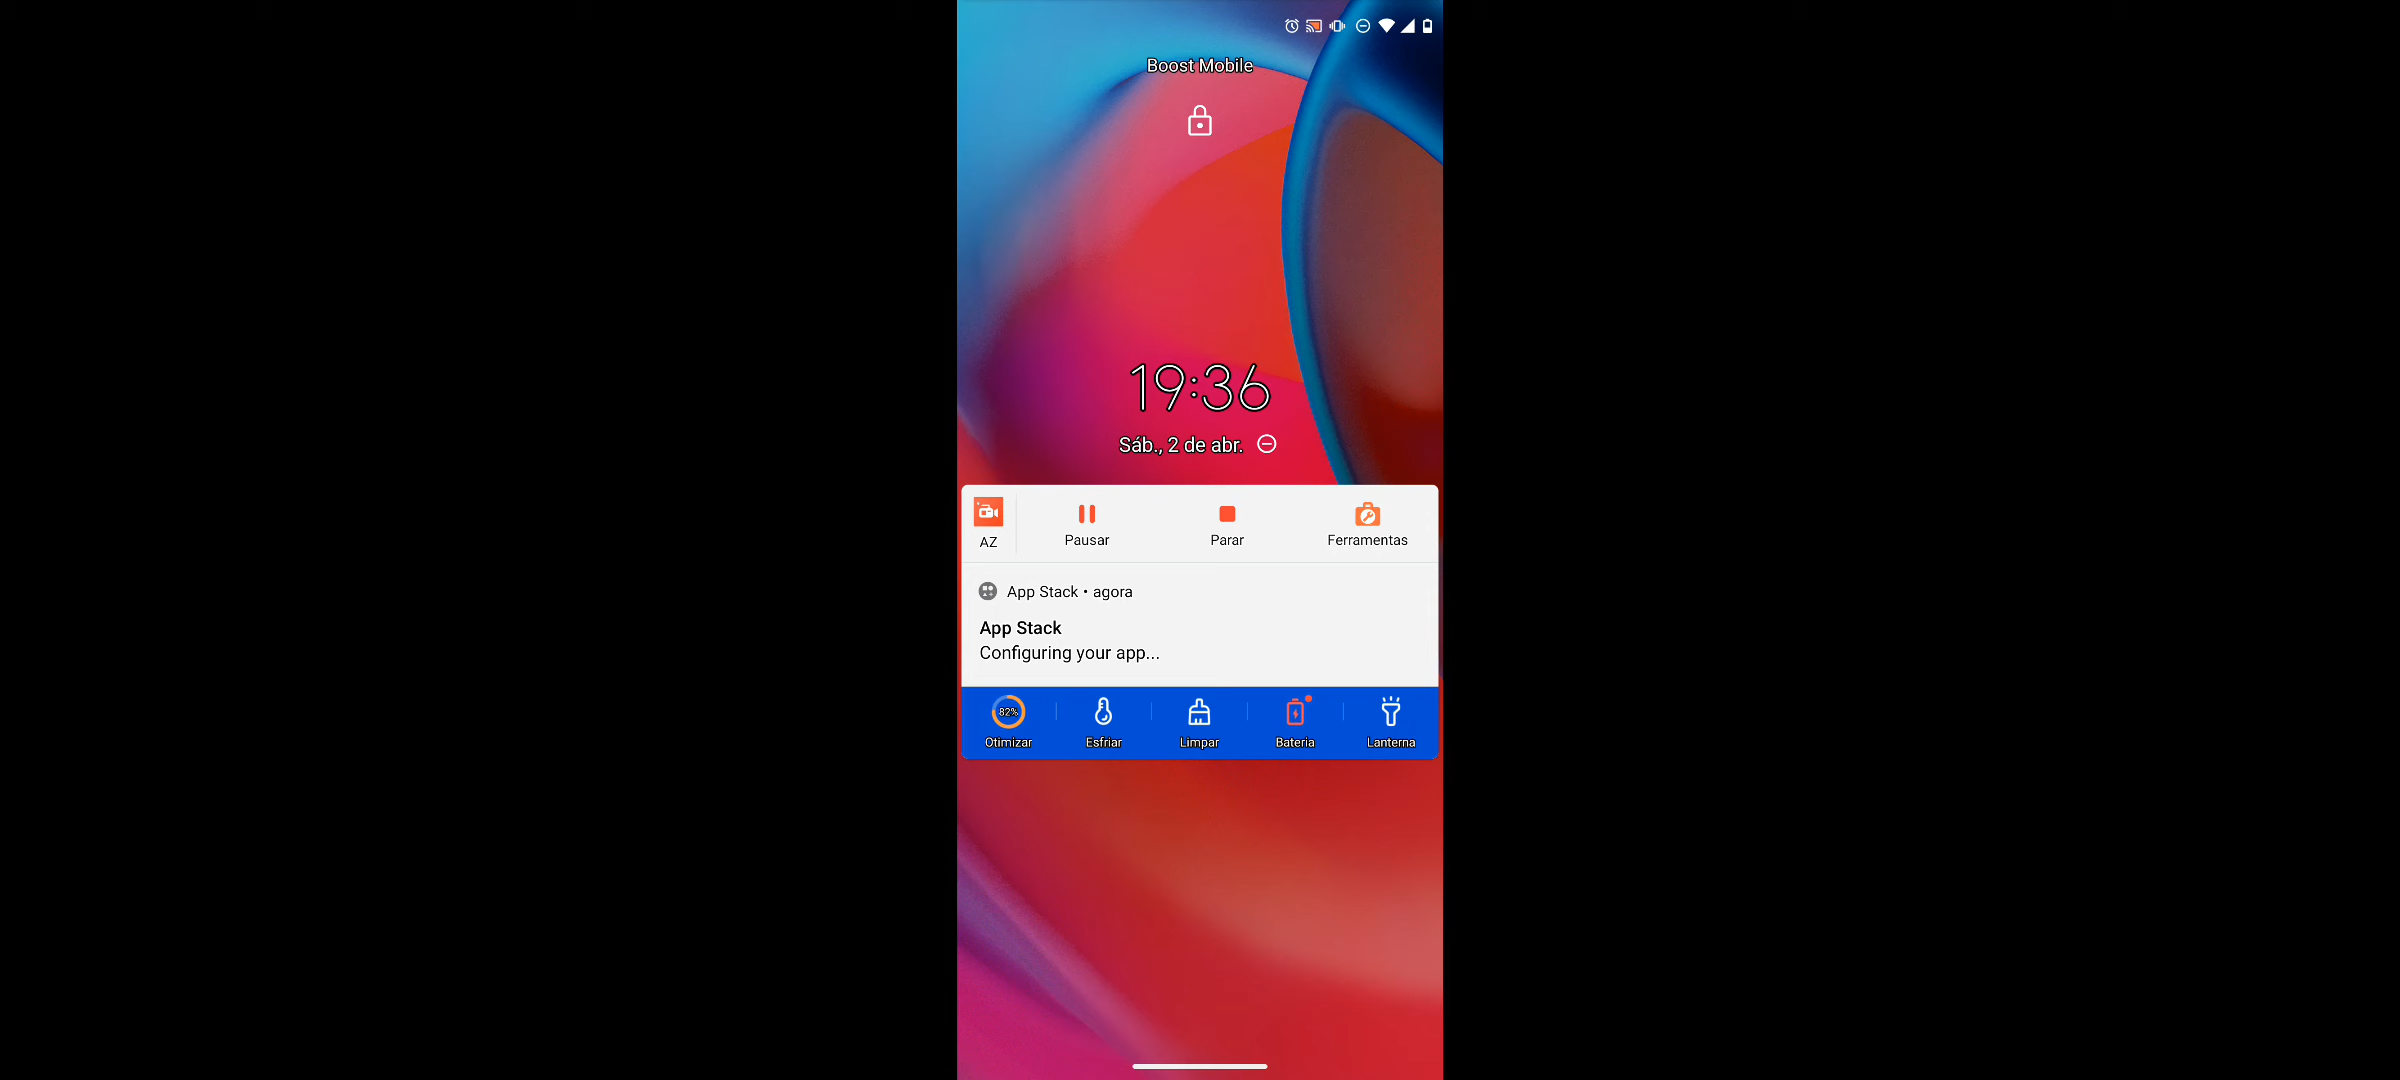 Boost Mobile
19:36
Sáb., 2 de abr.
AZ
Pausar
Parar
Ferramentas
App Stack • agora
App Stack
Configuring your app...
82%
Otimizar
Esfriar
Limpar
Bateria
Lanterna